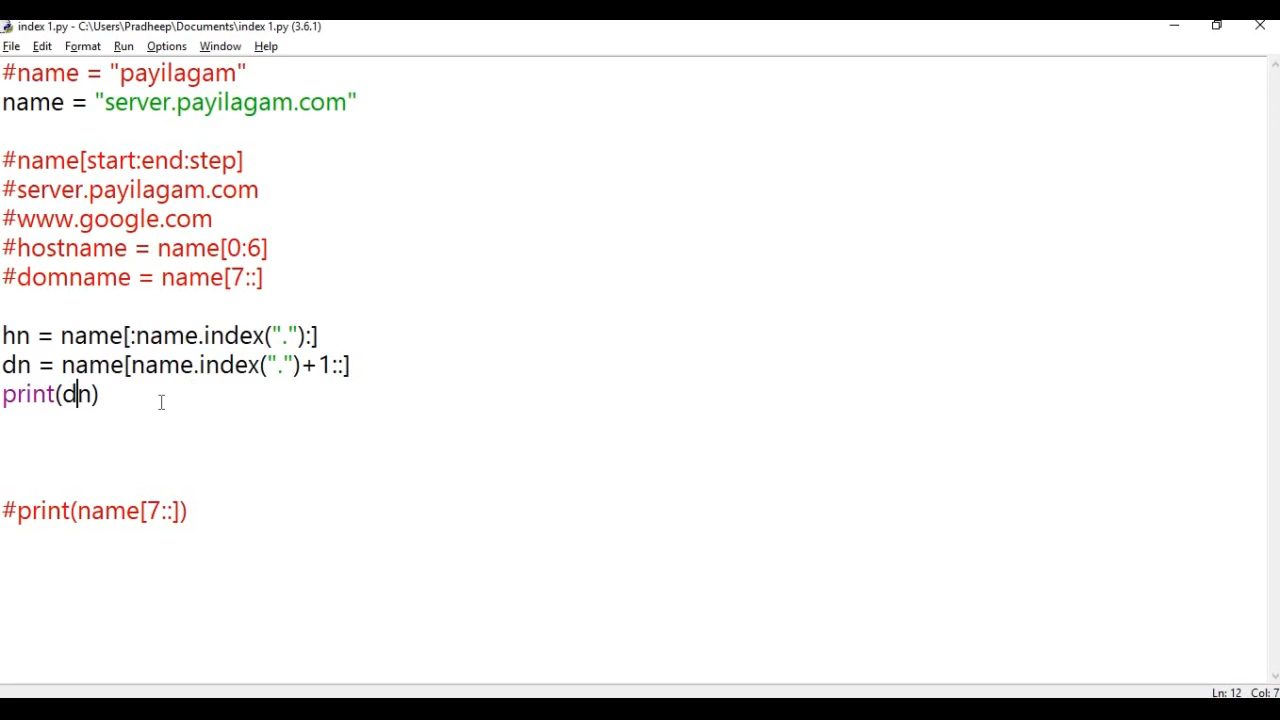 index 1.py - C:\Users\Pradheep\Documents\index 1.py (3.6.1)
File Edit Format Run Options Window Help
#name = "payilagam"
name = "server.payilagam.com"
#name[start:end:step]
#server.payilagam.com
#www.google.com
#hostname = name[0:6]
#domname = name[7::]
hn = name[:name.index("."):]
dn = name[name.index(".")+1::]
print(dn)
#print(name[7::])
Ln: 12 Col: 7